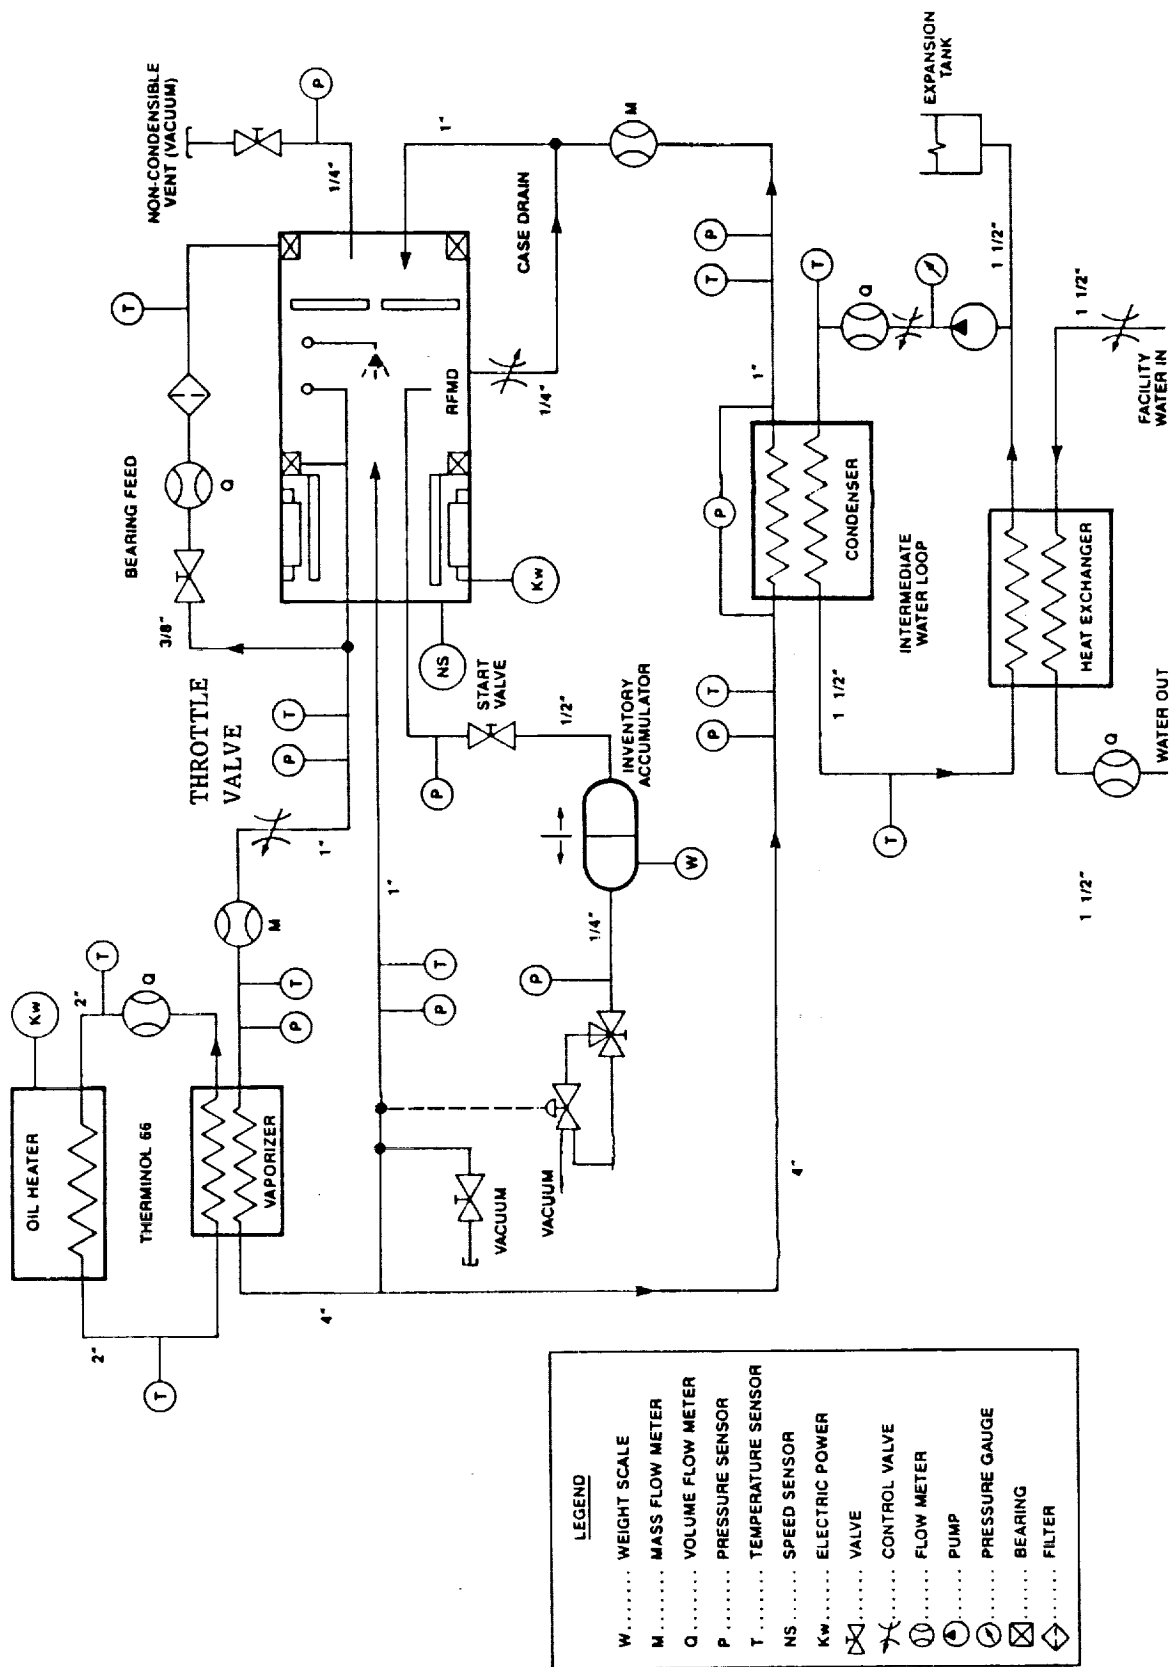 NON-CONDENSIBLE
VENT (VACUUM)
P
1/4"
T
BEARING FEED
Q
3/8"
THROTTLE
VALVE
RFMD
Kw
NS
1/4"
CASE DRAIN
1"
M
EXPANSION
TANK
OIL HEATER
Kw
2"
T
Q
THERMINOL 66
VAPORIZER
2"
T
P
T
M
1"
P
T
1"
P
T
P
START
VALVE
1/2"
INVENTORY
ACCUMULATOR
W
1/4"
P
VACUUM
VACUUM
4"
4"
P
T
P
CONDENSER
1"
T
P
T
Q
1 1/2"
1 1/2"
FACILITY
WATER IN
INTERMEDIATE
WATER LOOP
1 1/2"
T
HEAT EXCHANGER
Q
WATER OUT
1 1/2"
LEGEND
W...... WEIGHT SCALE
M...... MASS FLOW METER
Q...... VOLUME FLOW METER
P...... PRESSURE SENSOR
T...... TEMPERATURE SENSOR
NS...... SPEED SENSOR
Kw...... ELECTRIC POWER
...... VALVE
...... CONTROL VALVE
...... FLOW METER
...... PUMP
...... PRESSURE GAUGE
...... BEARING
...... FILTER